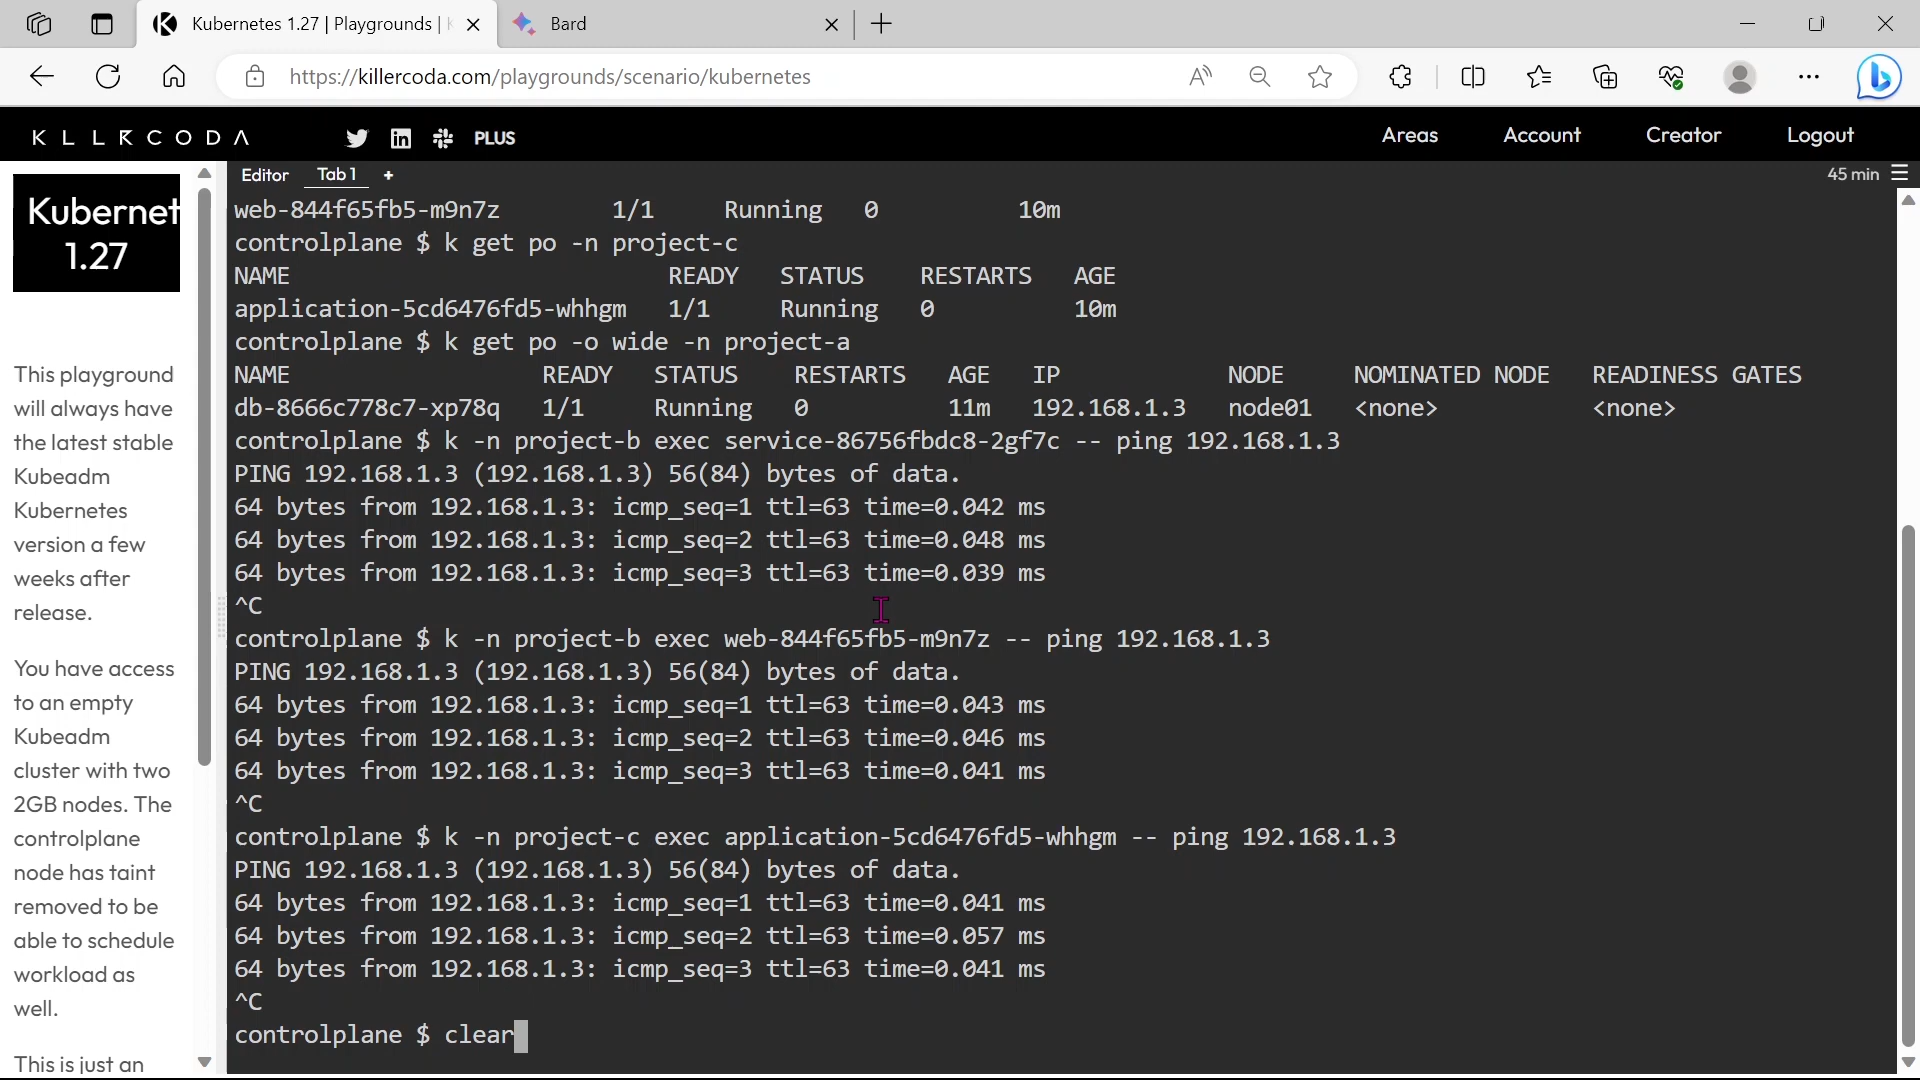 Kubernetes 1.27 | Playgrounds |
Bard
https://killercoda.com/playgrounds/scenario/kubernetes
KLLRCODA
PLUS
Areas
Account
Creator
Logout
Kubernet
1.27
This playground
will always have
the latest stable
Kubeadm
Kubernetes
version a few
weeks after
release.
You have access
to an empty
Kubeadm
cluster with two
2GB nodes. The
controlplane
node has taint
removed to be
able to schedule
workload as
well.
This is just an
Editor Tab 1 +
45 min
web-844f65fb5-m9n7z 1/1 Running 0 10m
controlplane $ k get po -n project-c
NAME READY STATUS RESTARTS AGE
application-5cd6476fd5-whhgm 1/1 Running 0 10m
controlplane $ k get po -o wide -n project-a
NAME READY STATUS RESTARTS AGE IP NODE NOMINATED NODE READINESS GATES
db-8666c778c7-xp78q 1/1 Running 0 11m 192.168.1.3 node01 <none> <none>
controlplane $ k -n project-b exec service-86756fbdc8-2gf7c -- ping 192.168.1.3
PING 192.168.1.3 (192.168.1.3) 56(84) bytes of data.
64 bytes from 192.168.1.3: icmp_seq=1 ttl=63 time=0.042 ms
64 bytes from 192.168.1.3: icmp_seq=2 ttl=63 time=0.048 ms
64 bytes from 192.168.1.3: icmp_seq=3 ttl=63 time=0.039 ms
^C
controlplane $ k -n project-b exec web-844f65fb5-m9n7z -- ping 192.168.1.3
PING 192.168.1.3 (192.168.1.3) 56(84) bytes of data.
64 bytes from 192.168.1.3: icmp_seq=1 ttl=63 time=0.043 ms
64 bytes from 192.168.1.3: icmp_seq=2 ttl=63 time=0.046 ms
64 bytes from 192.168.1.3: icmp_seq=3 ttl=63 time=0.041 ms
^C
controlplane $ k -n project-c exec application-5cd6476fd5-whhgm -- ping 192.168.1.3
PING 192.168.1.3 (192.168.1.3) 56(84) bytes of data.
64 bytes from 192.168.1.3: icmp_seq=1 ttl=63 time=0.041 ms
64 bytes from 192.168.1.3: icmp_seq=2 ttl=63 time=0.057 ms
64 bytes from 192.168.1.3: icmp_seq=3 ttl=63 time=0.041 ms
^C
controlplane $ clear